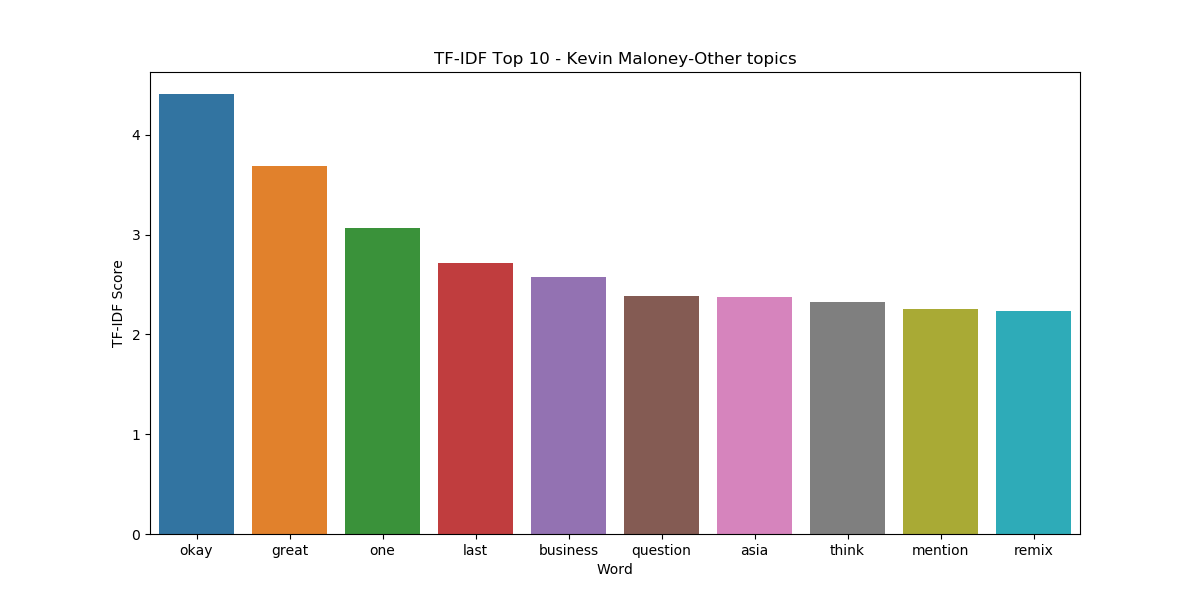 TF-IDF Top 10 - Kevin Maloney-Other topics
TF-IDF Score
4
3
2
1
0
okay great one last business question asia think mention remix
Word